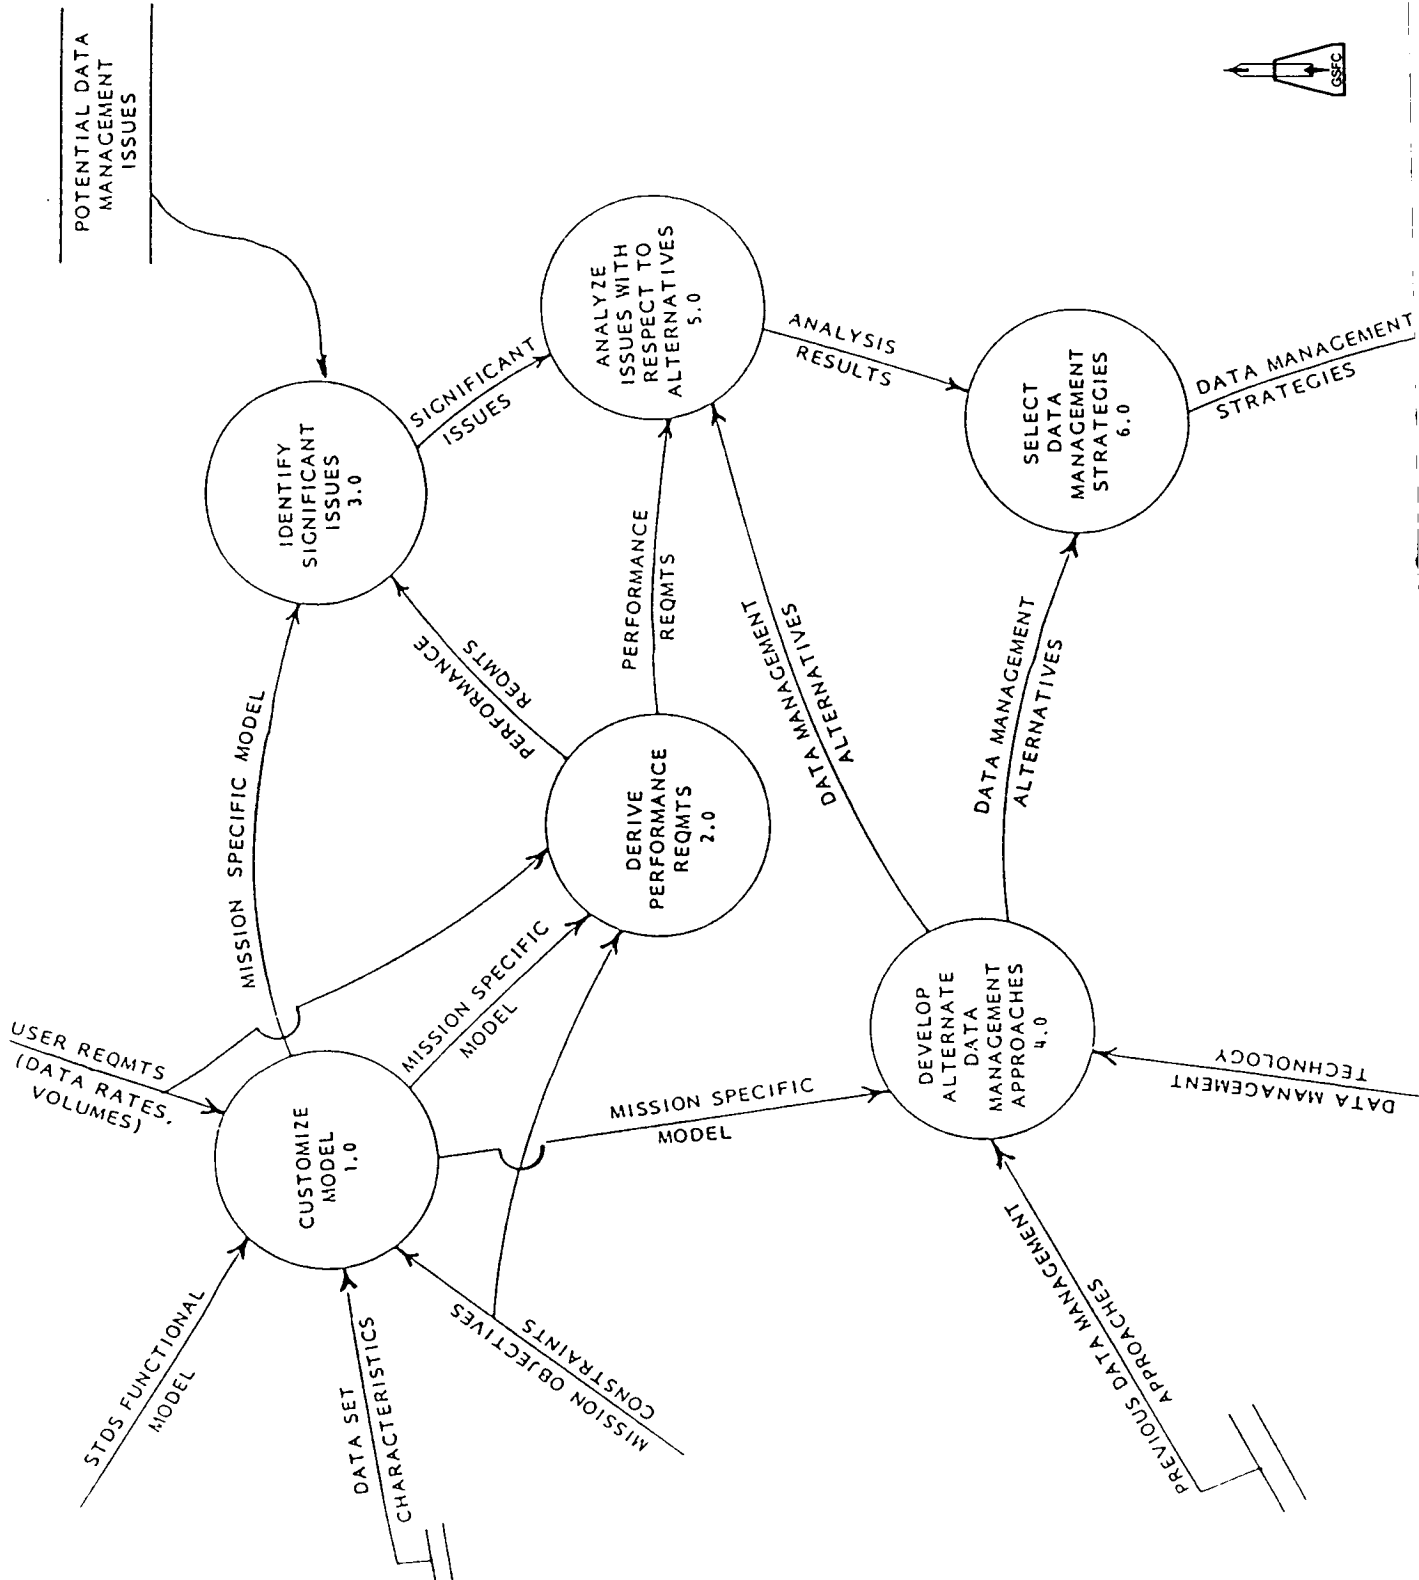 POTENTIAL DATA
MANAGEMENT
ISSUES
GSFC
IDENTIFY
SIGNIFICANT
ISSUES
3.0
SIGNIFICANT
ISSUES
ANALYZE
ISSUES WITH
RESPECT TO
ALTERNATIVES
5.0
ANALYSIS
RESULTS
SELECT
DATA
MANAGEMENT
STRATEGIES
6.0
DATA MANAGEMENT
STRATEGIES
MISSION SPECIFIC MODEL
PERFORMANCE
REQMTS
PERFORMANCE
REQMTS
DATA MANAGEMENT
ALTERNATIVES
DATA MANAGEMENT
ALTERNATIVES
DERIVE
PERFORMANCE
REQMTS
2.0
USER REQMTS
(DATA RATES,
VOLUMES)
MISSION SPECIFIC
MODEL
CUSTOMIZE
MODEL
1.0
MISSION SPECIFIC
MODEL
DEVELOP
ALTERNATE
DATA
MANAGEMENT
APPROACHES
4.0
STDS FUNCTIONAL
MODEL
DATA SET
CHARACTERISTICS
MISSION OBJECTIVES
CONSTRAINTS
PREVIOUS DATA MANAGEMENT
APPROACHES
DATA MANAGEMENT
TECHNOLOGY